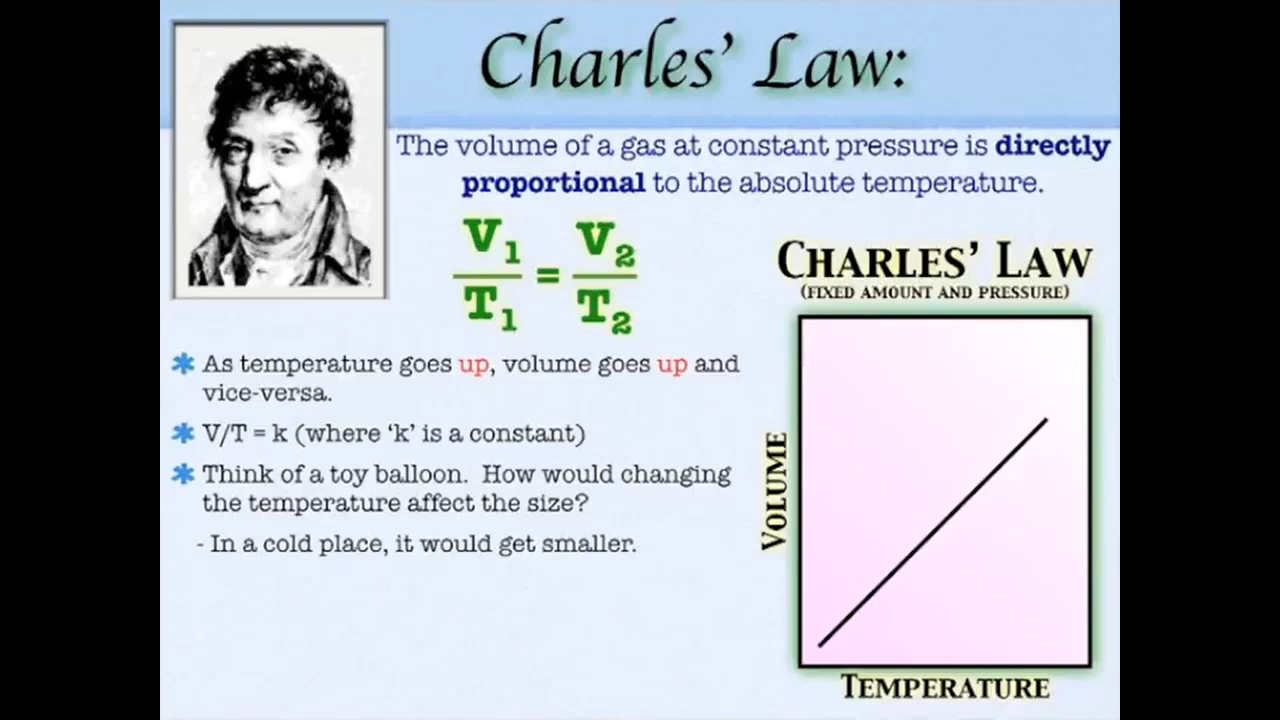 Charles’ Law:
The volume of a gas at constant pressure is directly
proportional to the absolute temperature.
V₁ / T₁ = V₂ / T₂
As temperature goes up, volume goes up and
vice-versa.
V/T = k (where ‘k’ is a constant)
Think of a toy balloon. How would changing
the temperature affect the size?
- In a cold place, it would get smaller.
CHARLES’ LAW
(FIXED AMOUNT AND PRESSURE)
VOLUME
TEMPERATURE